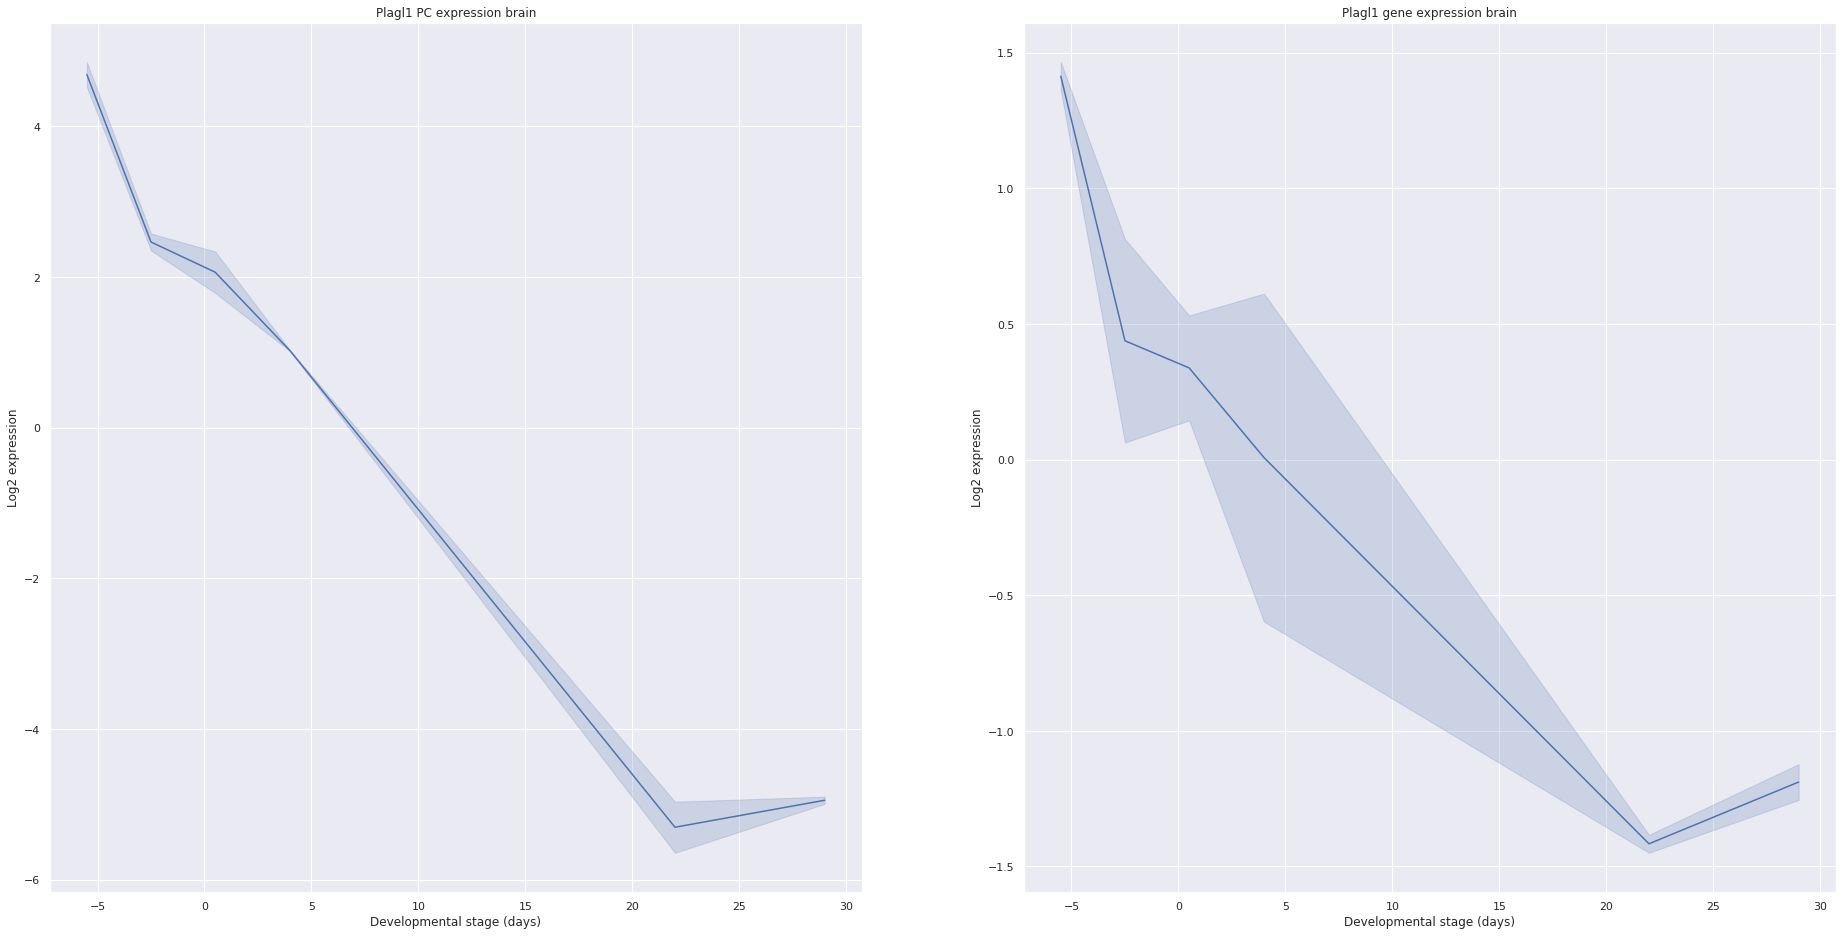 Plagl1 PC expression brain
Log2 expression
4
2
0
−2
−4
−6
−5 0 5 10 15 20 25 30
Developmental stage (days)
Plagl1 gene expression brain
Log2 expression
1.5
1.0
0.5
0.0
−0.5
−1.0
−1.5
−5 0 5 10 15 20 25 30
Developmental stage (days)